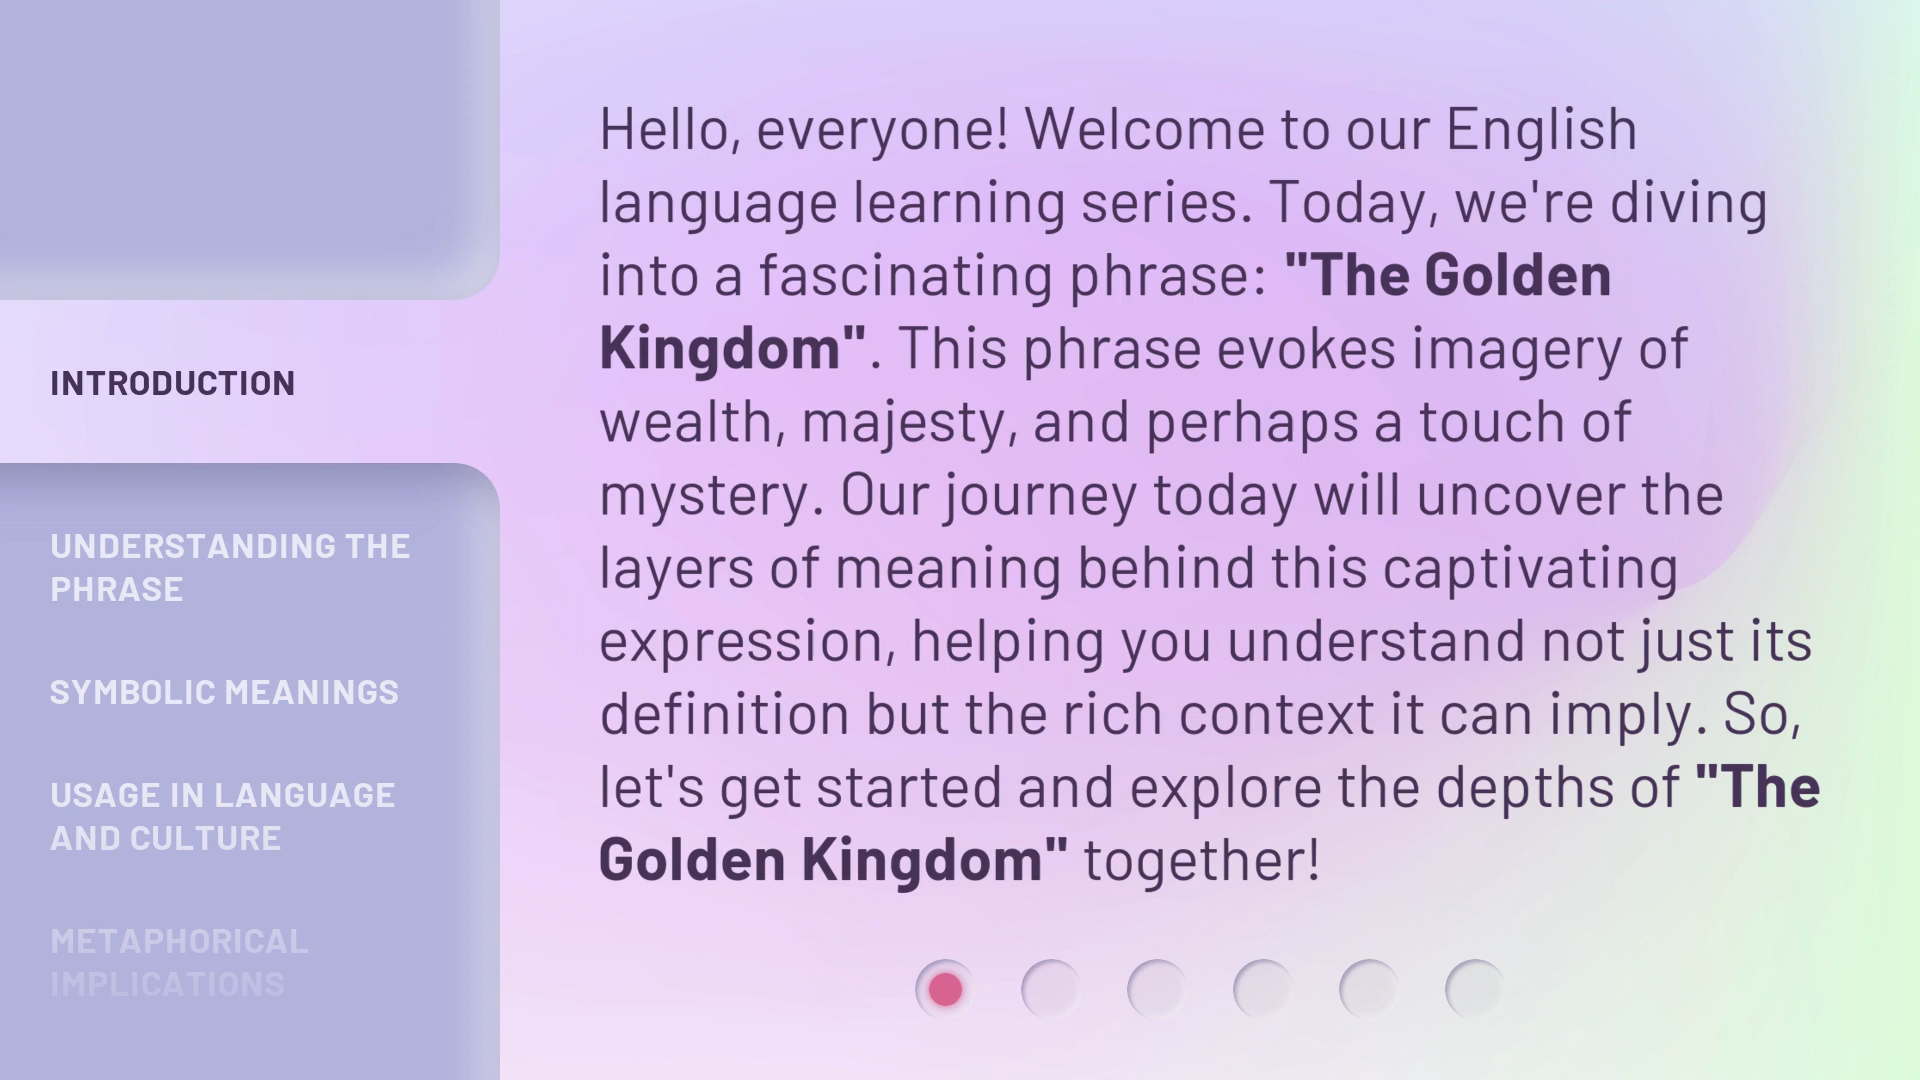 INTRODUCTION
UNDERSTANDING THE
PHRASE
SYMBOLIC MEANINGS
USAGE IN LANGUAGE
AND CULTURE
METAPHORICAL
IMPLICATIONS
Hello, everyone! Welcome to our English
language learning series. Today, we're diving
into a fascinating phrase: "The Golden
Kingdom". This phrase evokes imagery of
wealth, majesty, and perhaps a touch of
mystery. Our journey today will uncover the
layers of meaning behind this captivating
expression, helping you understand not just its
definition but the rich context it can imply. So,
let's get started and explore the depths of "The
Golden Kingdom" together!